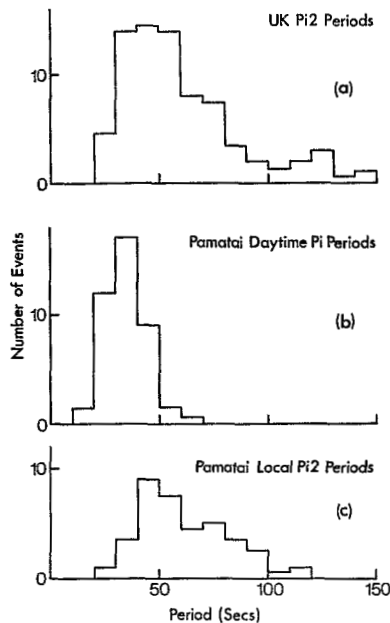 UK Pi2 Periods
(a)
10
0
Pamatai Daytime Pi Periods
(b)
10
0
Pamatai Local Pi2 Periods
(c)
10
0
50
100
150
Number of Events
Period (Secs)